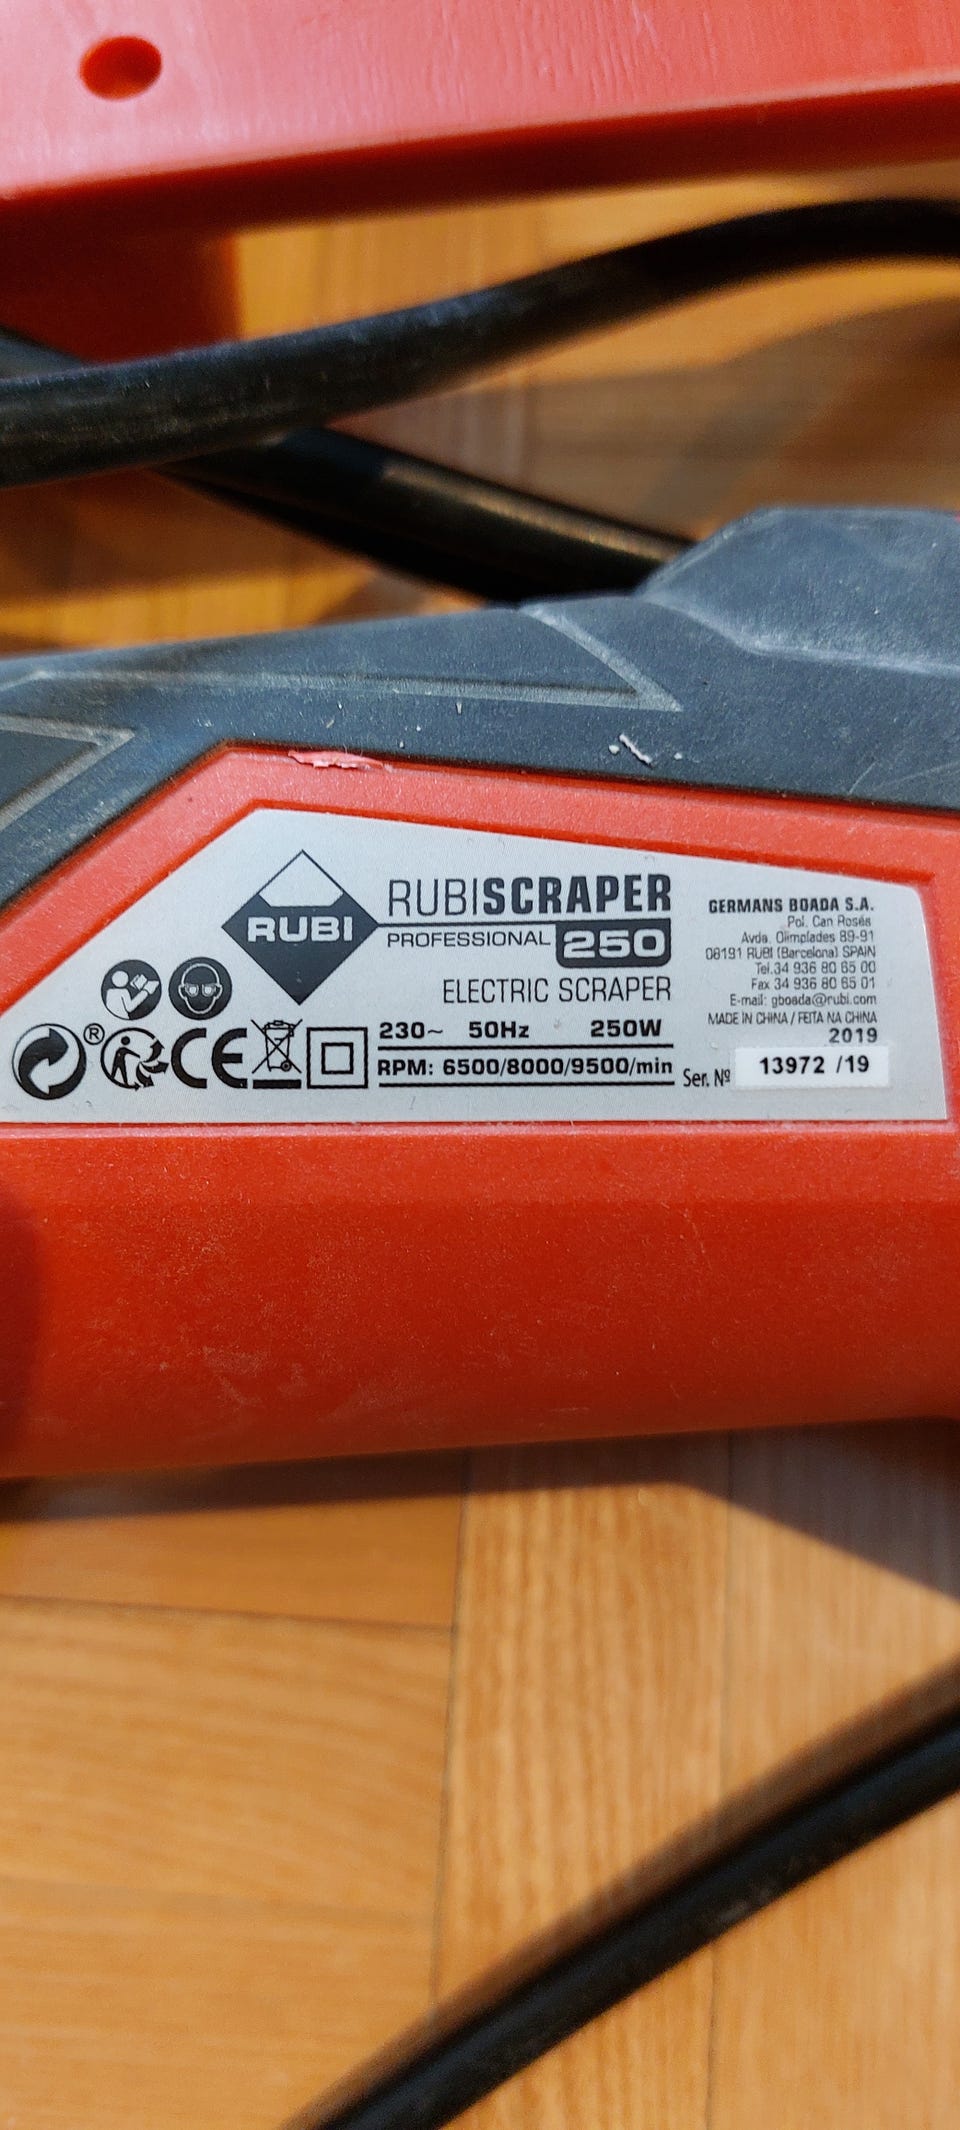 RUBI
RUBISCRAPER
PROFESSIONAL 250
ELECTRIC SCRAPER
®
CE
230~ 50Hz 250W
RPM: 6500/8000/9500/min
GERMANS BOADA S.A.
Pol. Can Rosés
Avda. Olimpíades 89-91
08191 RUBI (Barcelona) SPAIN
Tel.34 936 80 65 00
Fax 34 936 80 65 01
E-mail: gboada@rubi.com
MADE IN CHINA / FEITA NA CHINA
2019
Ser. Nº 13972 /19